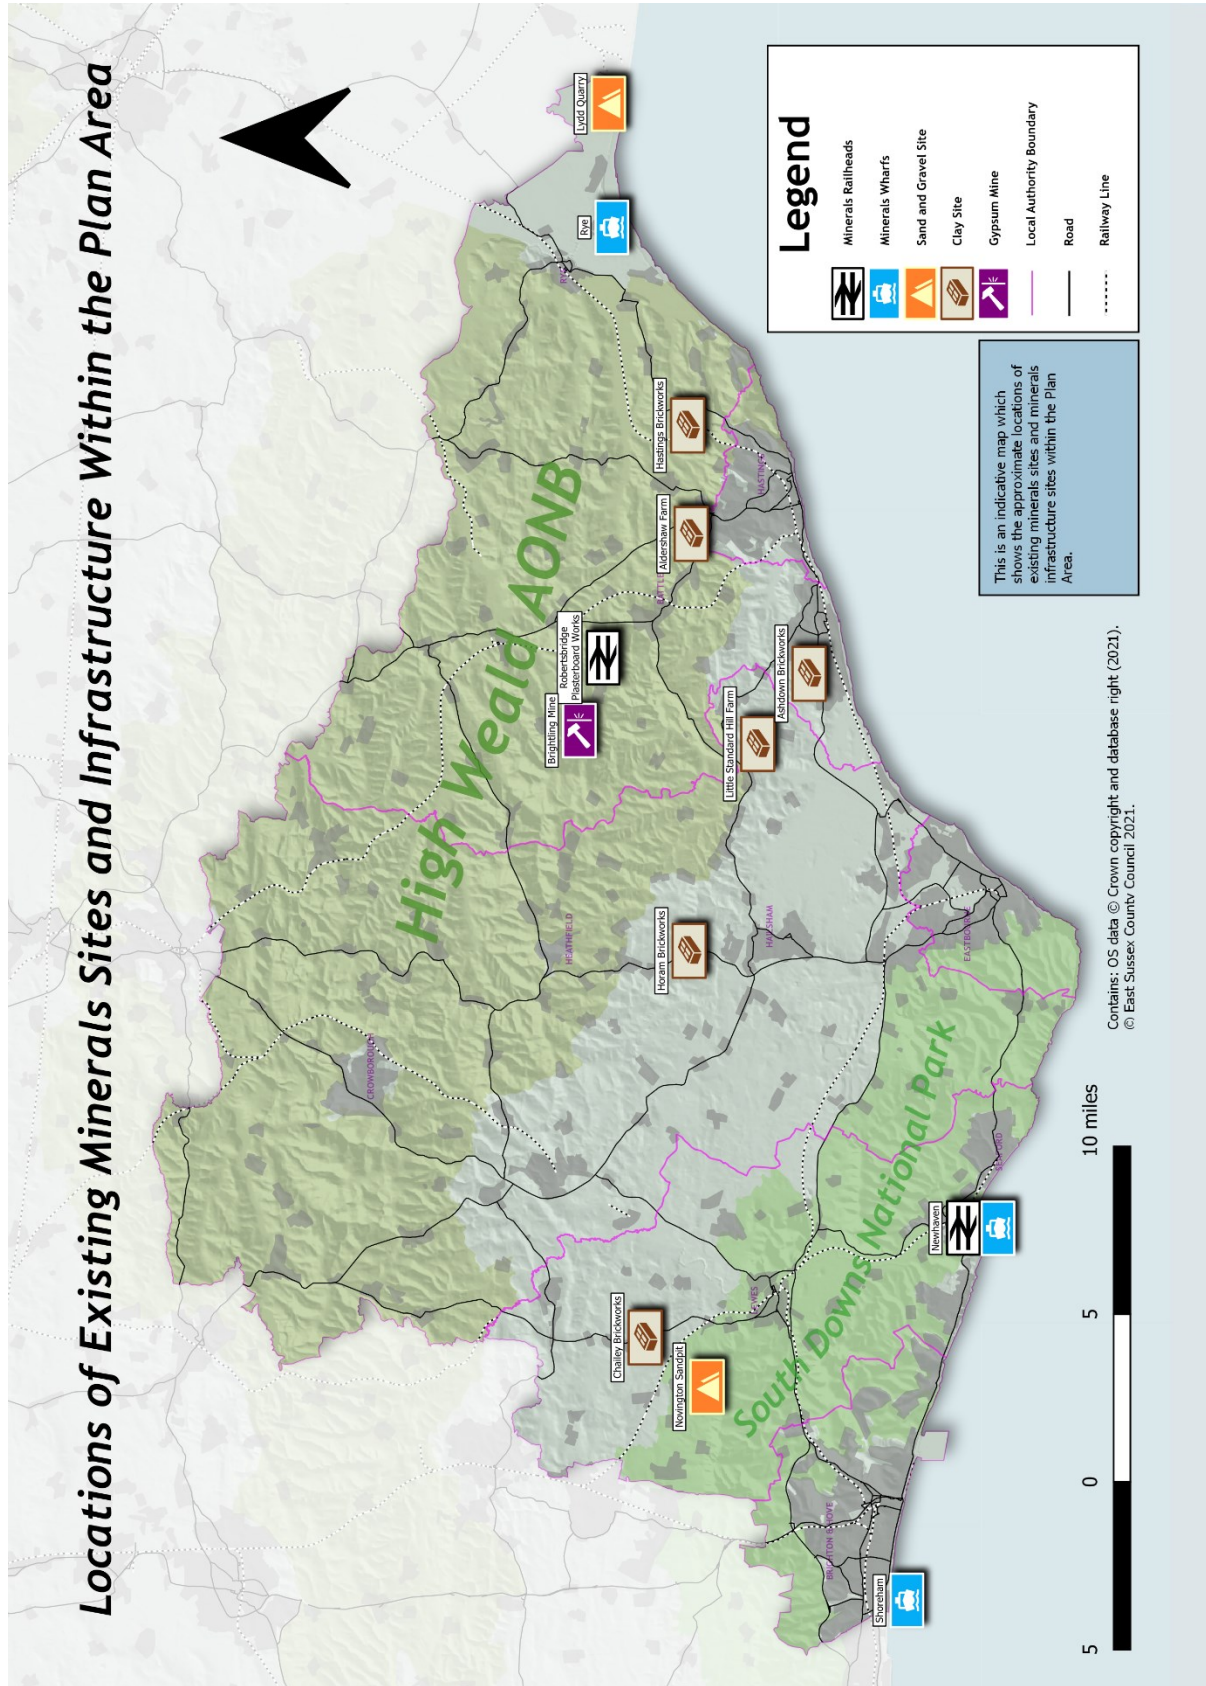 Locations of Existing Minerals Sites and Infrastructure Within the Plan Area
Lydd Quarry
Rye
RYE
Hastings Brickworks
HASTINGS
Aldershaw Farm
BATTLE
Robertsbridge
Plasterboard Works
Brightling Mine
Ashdown Brickworks
Little Standard Hill Farm
High Weald AONB
HEATHFIELD
Horam Brickworks
HAILSHAM
EASTBOURNE
CROWBOROUGH
South Downs National Park
SEAFORD
Newhaven
LEWES
Chailey Brickworks
Novington Sandpit
BRIGHTON & HOVE
Shoreham
Legend
Minerals Railheads
Minerals Wharfs
Sand and Gravel Site
Clay Site
Gypsum Mine
Local Authority Boundary
Road
Railway Line
This is an indicative map which
shows the approximate locations of
existing minerals sites and minerals
infrastructure sites within the Plan
Area.
5
0
5
10 miles
Contains: OS data © Crown copyright and database right (2021).
© East Sussex County Council 2021.